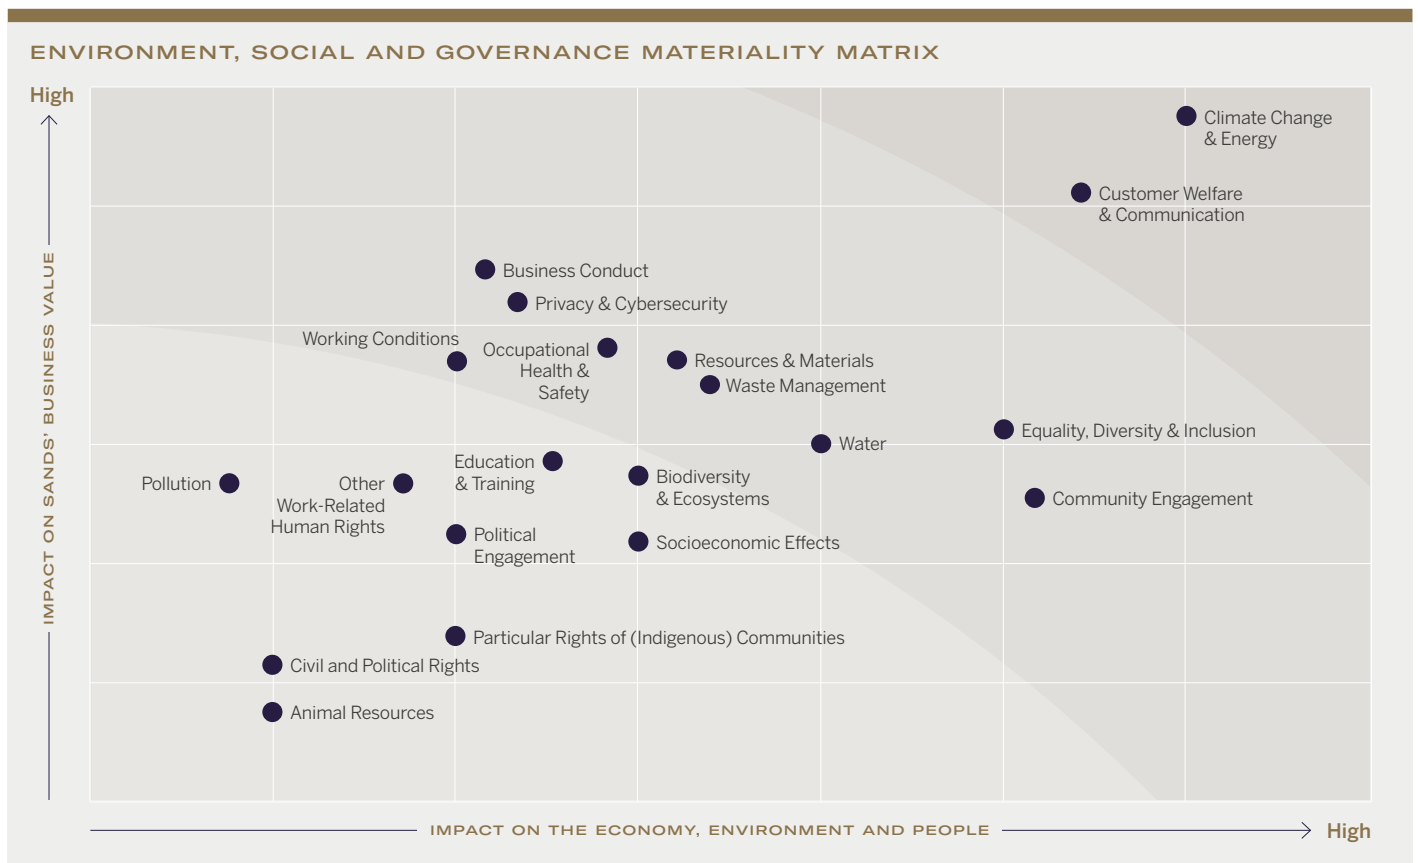 ENVIRONMENT, SOCIAL AND GOVERNANCE MATERIALITY MATRIX
High
IMPACT ON SANDS' BUSINESS VALUE
Climate Change
& Energy
Customer Welfare
& Communication
Business Conduct
Privacy & Cybersecurity
Working Conditions
Occupational
Health &
Safety
Resources & Materials
Waste Management
Equality, Diversity & Inclusion
Water
Education
& Training
Biodiversity
& Ecosystems
Pollution
Other
Work-Related
Human Rights
Community Engagement
Political
Engagement
Socioeconomic Effects
Particular Rights of (Indigenous) Communities
Civil and Political Rights
Animal Resources
IMPACT ON THE ECONOMY, ENVIRONMENT AND PEOPLE
High